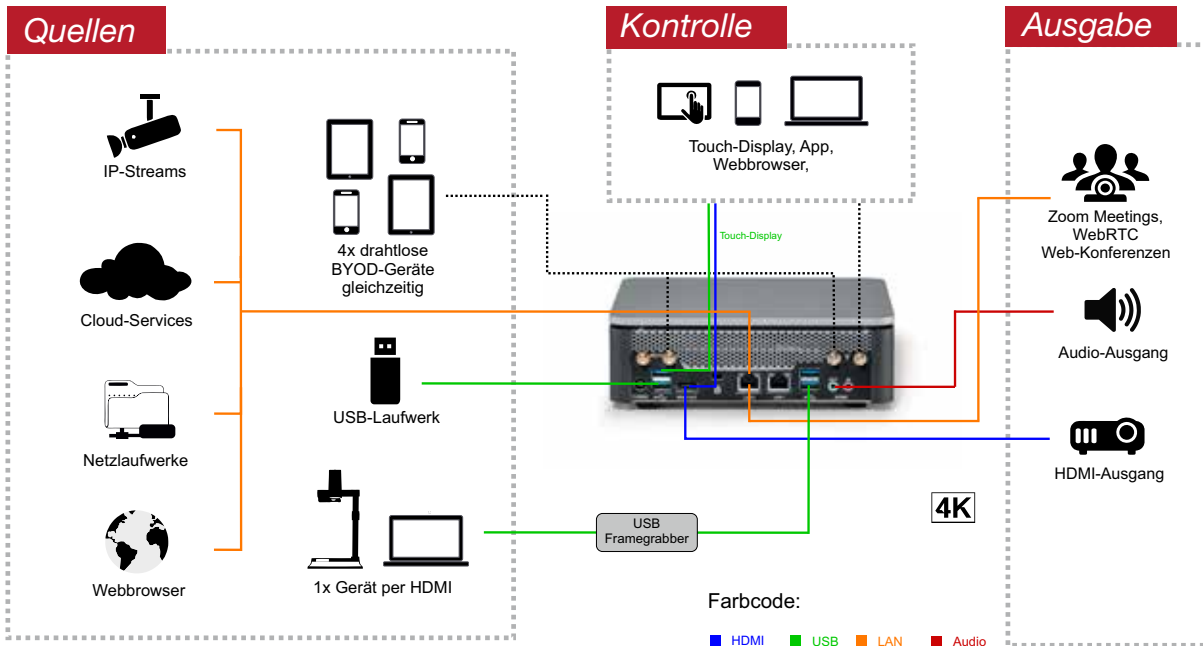 Quellen
IP-Streams
Cloud-Services
Netzlaufwerke
Webbrowser
4x drahtlose
BYOD-Geräte
gleichzeitig
USB-Laufwerk
1x Gerät per HDMI
Kontrolle
Touch-Display, App,
Webbrowser,
Touch-Display
USB
Framegrabber
Ausgabe
Zoom Meetings,
WebRTC
Web-Konferenzen
Audio-Ausgang
HDMI-Ausgang
4K
Farbcode:
HDMI USB LAN Audio